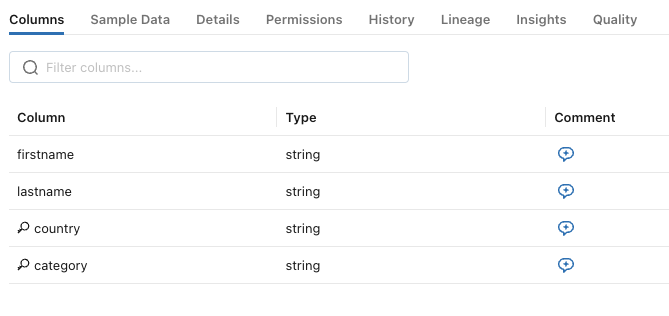 Columns Sample Data Details Permissions History Lineage Insights Quality
Filter columns...
Column Type Comment
firstname string
lastname string
country string
category string